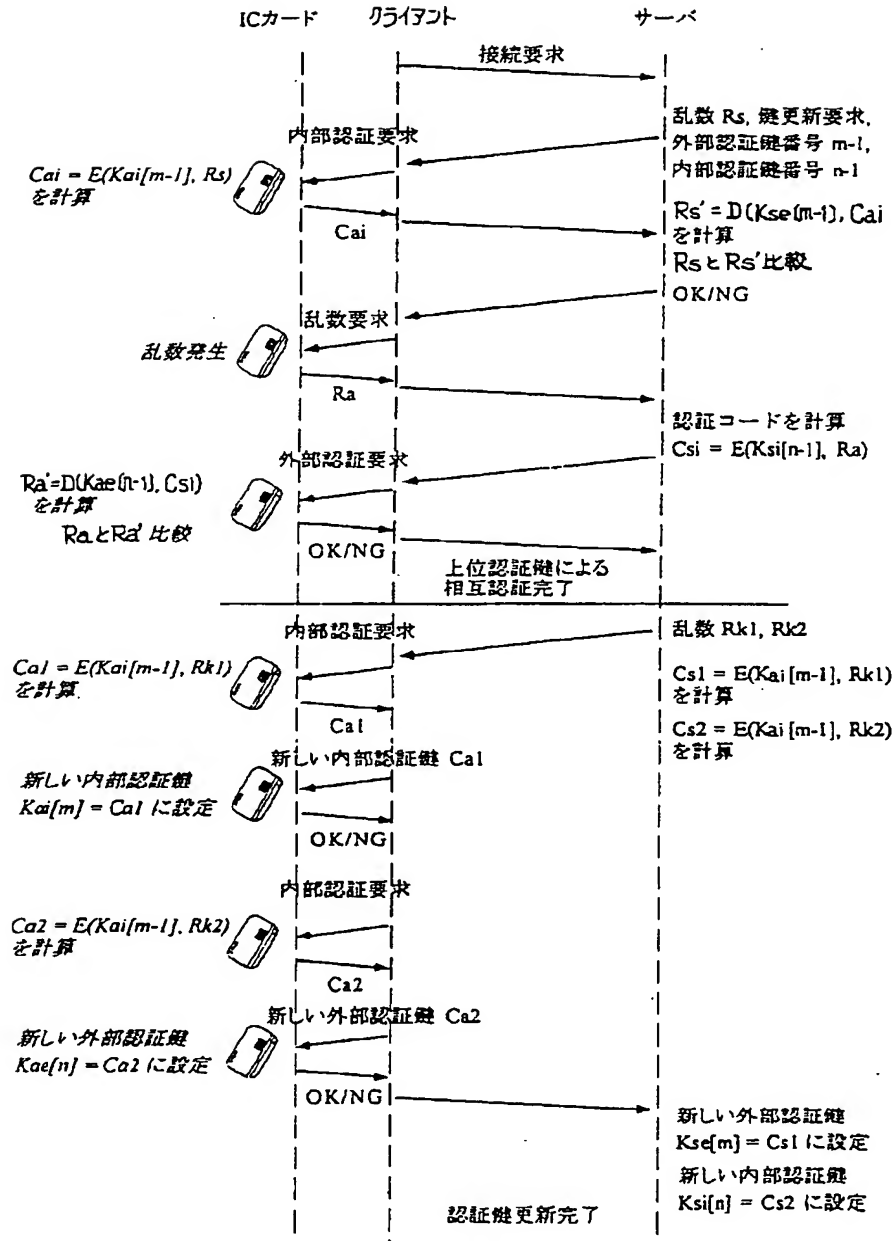 ICカード
クライアント
サーバ
接続要求
乱数 Rs, 鍵更新要求,
外部認証鍵番号 m-1,
内部認証鍵番号 n-1
内部認証要求
Cai = E(Kai[m-1], Rs)
を計算
Cai
Rs'=D(Kse(m-1), Cai
を計算
RsとRs'比較
OK/NG
乱数要求
乱数発生
Ra
認証コードを計算
Csi = E(Ksi[n-1], Ra)
外部認証要求
Ra'=D(Kae(n-1), Csi)
を計算
RaとRa'比較
OK/NG
上位認証鍵による
相互認証完了
内部認証要求
乱数 Rk1, Rk2
Ca1 = E(Kai[m-1], Rk1)
を計算.
Ca1
Cs1 = E(Kai[m-1], Rk1)
を計算
Cs2 = E(Kai[m-1], Rk2)
を計算
新しい内部認証鍵 Ca1
新しい内部認証鍵
Kai[m] = Ca1 に設定
OK/NG
内部認証要求
Ca2 = E(Kai[m-1], Rk2)
を計算
Ca2
新しい外部認証鍵 Ca2
新しい外部認証鍵
Kae[n] = Ca2 に設定
OK/NG
新しい外部認証鍵
Kse[m] = Cs1 に設定
新しい内部認証鍵
Ksi[n] = Cs2 に設定
認証鍵更新完了